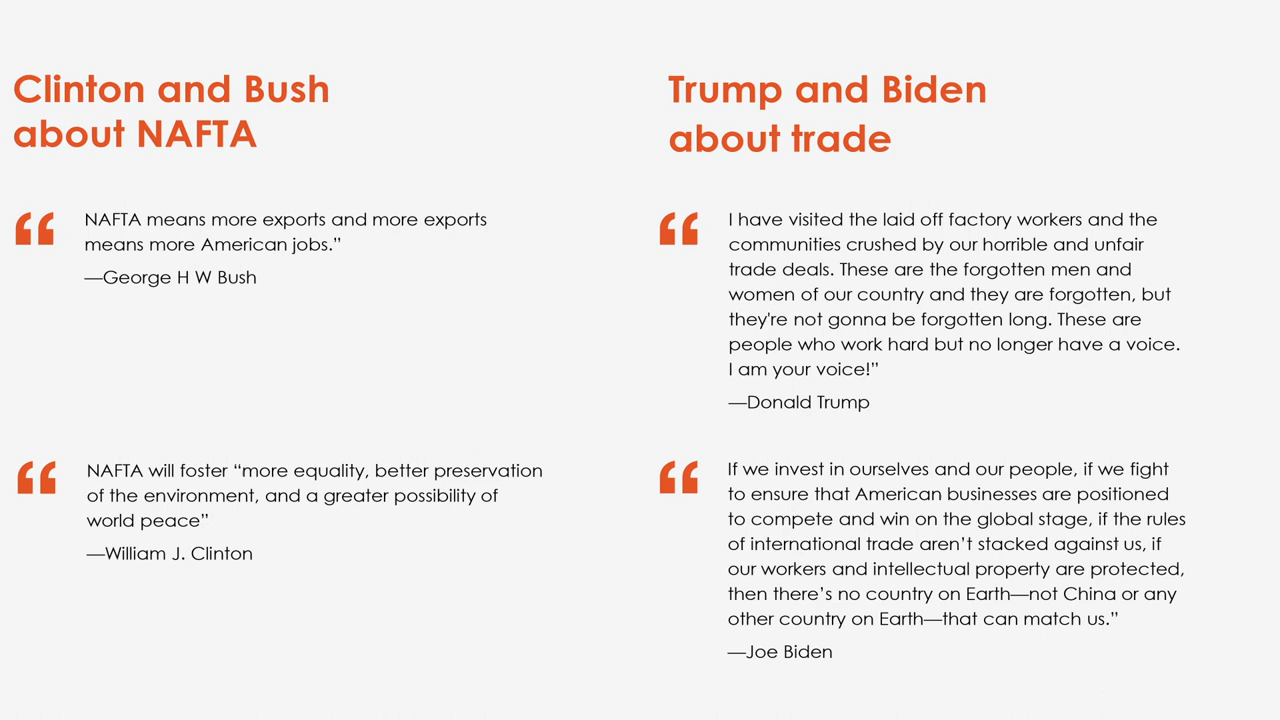 Clinton and Bush
about NAFTA
“ NAFTA means more exports and more exports
means more American jobs.”
—George H W Bush
“ NAFTA will foster “more equality, better preservation
of the environment, and a greater possibility of
world peace”
—William J. Clinton
Trump and Biden
about trade
“ I have visited the laid off factory workers and the
communities crushed by our horrible and unfair
trade deals. These are the forgotten men and
women of our country and they are forgotten, but
they're not gonna be forgotten long. These are
people who work hard but no longer have a voice.
I am your voice!”
—Donald Trump
“ If we invest in ourselves and our people, if we fight
to ensure that American businesses are positioned
to compete and win on the global stage, if the rules
of international trade aren’t stacked against us, if
our workers and intellectual property are protected,
then there’s no country on Earth—not China or any
other country on Earth—that can match us.”
—Joe Biden